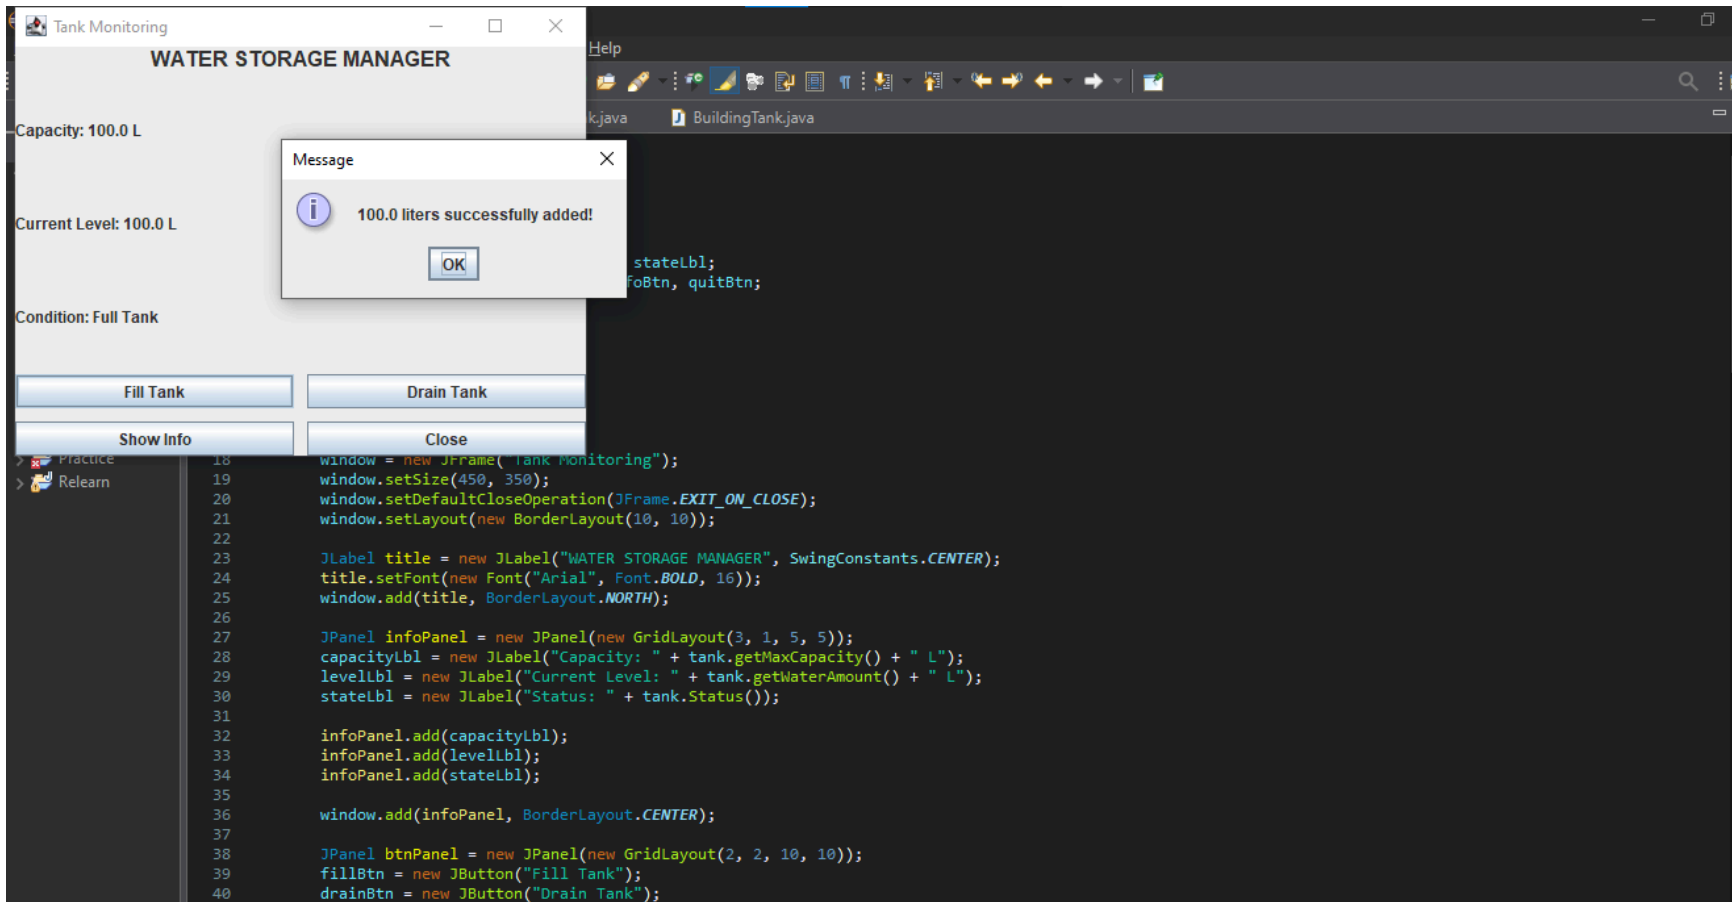 Tank Monitoring
WATER STORAGE MANAGER
Capacity: 100.0 L
Current Level: 100.0 L
Condition: Full Tank
Fill Tank
Drain Tank
Show Info
Close
Message
100.0 liters successfully added!
OK
Help
k.java
BuildingTank.java
stateLbl;
foBtn, quitBtn;
Practice
Relearn
18 window = new JFrame("Tank Monitoring");
19 window.setSize(450, 350);
20 window.setDefaultCloseOperation(JFrame.EXIT_ON_CLOSE);
21 window.setLayout(new BorderLayout(10, 10));
22
23 JLabel title = new JLabel("WATER STORAGE MANAGER", SwingConstants.CENTER);
24 title.setFont(new Font("Arial", Font.BOLD, 16));
25 window.add(title, BorderLayout.NORTH);
26
27 JPanel infoPanel = new JPanel(new GridLayout(3, 1, 5, 5));
28 capacityLbl = new JLabel("Capacity: " + tank.getMaxCapacity() + " L");
29 levelLbl = new JLabel("Current Level: " + tank.getWaterAmount() + " L");
30 stateLbl = new JLabel("Status: " + tank.Status());
31
32 infoPanel.add(capacityLbl);
33 infoPanel.add(levelLbl);
34 infoPanel.add(stateLbl);
35
36 window.add(infoPanel, BorderLayout.CENTER);
37
38 JPanel btnPanel = new JPanel(new GridLayout(2, 2, 10, 10));
39 fillBtn = new JButton("Fill Tank");
40 drainBtn = new JButton("Drain Tank");